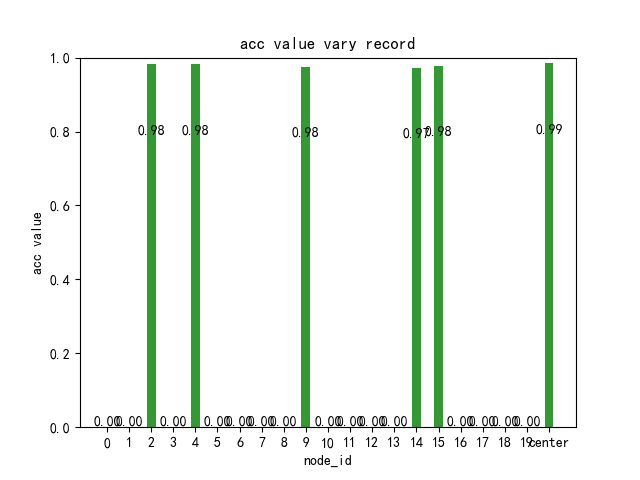 acc value vary record
1.0
0.8
0.6
0.4
0.2
0.0
acc value
0.98 0.98 0.98 0.97 0.98 0.99
0.00 0.00 0.00 0.00 0.00 0.00 0.00 0.00 0.00 0.00 0.00 0.00 0.00 0.00 0.00
0 1 2 3 4 5 6 7 8 9 10 11 12 13 14 15 16 17 18 19 center
node_id